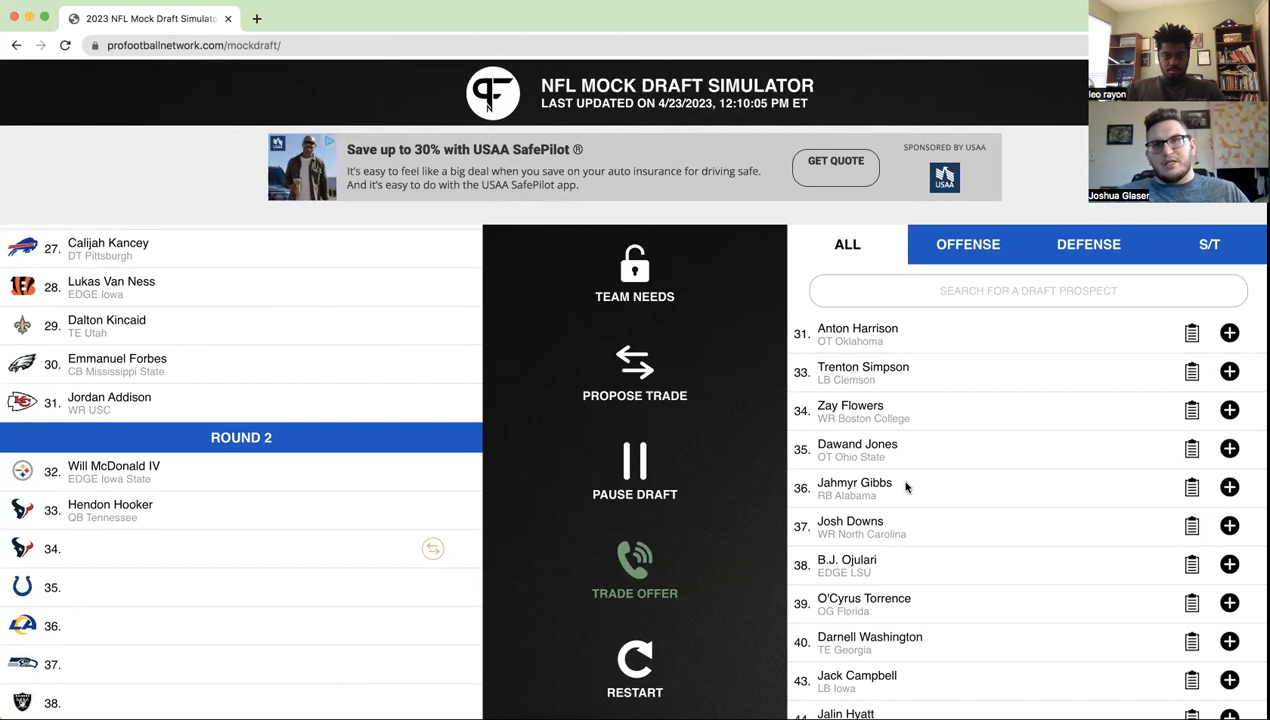 2023 NFL Mock Draft Simulato
profootballnetwork.com/mockdraft/
PF
N
NFL MOCK DRAFT SIMULATOR
LAST UPDATED ON 4/23/2023, 12:10:05 PM ET
leo rayon
Joshua Glaser
USAA
Save up to 30% with USAA SafePilot ®
It's easy to feel like a big deal when you save on your auto insurance for driving safe.
And it's easy to do with the USAA SafePilot app.
GET QUOTE
SPONSORED BY USAA
USAA
27. Calijah Kancey
DT Pittsburgh
28. Lukas Van Ness
EDGE Iowa
29. Dalton Kincaid
TE Utah
30. Emmanuel Forbes
CB Mississippi State
31. Jordan Addison
WR USC
ROUND 2
32. Will McDonald IV
EDGE Iowa State
33. Hendon Hooker
QB Tennessee
34.
35.
36.
37.
38.
TEAM NEEDS
PROPOSE TRADE
PAUSE DRAFT
TRADE OFFER
RESTART
ALL
OFFENSE
DEFENSE
S/T
SEARCH FOR A DRAFT PROSPECT
31. Anton Harrison
OT Oklahoma
33. Trenton Simpson
LB Clemson
34. Zay Flowers
WR Boston College
35. Dawand Jones
OT Ohio State
36. Jahmyr Gibbs
RB Alabama
37. Josh Downs
WR North Carolina
38. B.J. Ojulari
EDGE LSU
39. O'Cyrus Torrence
OG Florida
40. Darnell Washington
TE Georgia
43. Jack Campbell
LB Iowa
44. Jalin Hyatt